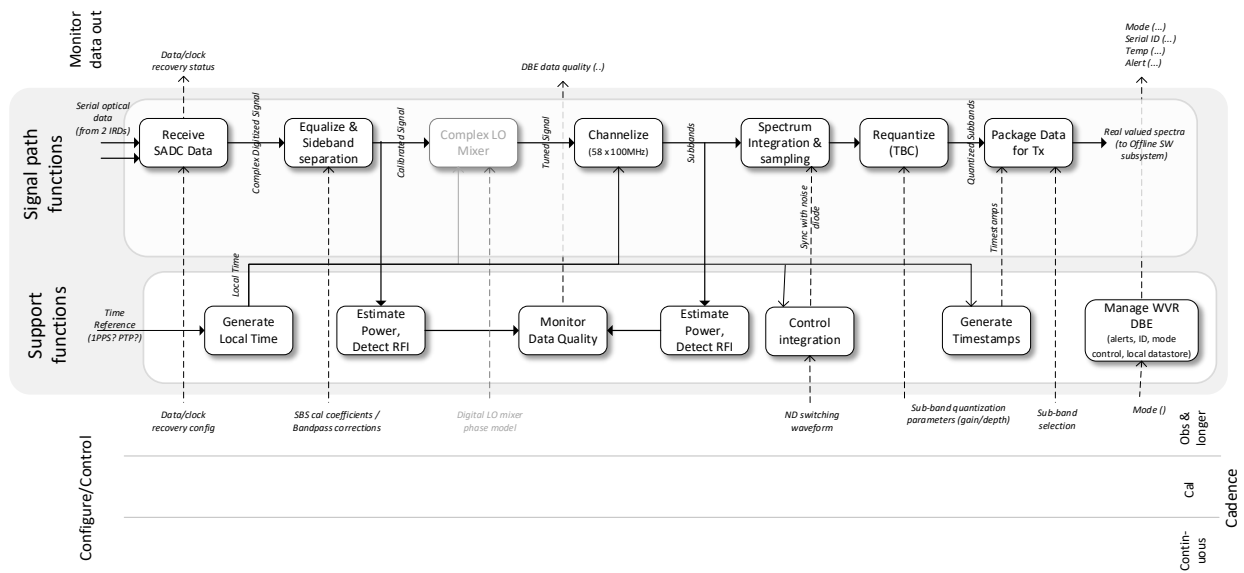 Monitor
data out
Data/clock
recovery status
DBE data quality (..)
Mode (...)
Serial ID (...)
Temp (...)
Alert (...)
Signal path
functions
Serial optical
data
(from 2 IRDs)
Receive
SADC Data
Complex Digitized Signal
Equalize &
Sideband
separation
Calibrated Signal
Complex LO
Mixer
Tuned Signal
Channelize
(58 x 100MHz)
Subbands
Spectrum
Integration &
sampling
Requantize
(TBC)
Quantized Subbands
Package Data
for Tx
Real valued spectra
(to Offline SW
subsystem)
Sync with noise
diode
Timestamps
Local Time
Support
functions
Time
Reference
(1PPS? PTP?)
Generate
Local Time
Estimate
Power,
Detect RFI
Monitor
Data Quality
Estimate
Power,
Detect RFI
Control
integration
Generate
Timestamps
Manage WVR
DBE
(alerts, ID, mode
control, local datastore)
Data/clock
recovery config
SBS cal coefficients /
Bandpass corrections
Digital LO mixer
phase model
ND switching
waveform
Sub-band quantization
parameters (gain/depth)
Sub-band
selection
Mode ()
Configure/Control
Obs &
longer
Cal
Contin-
uous
Cadence